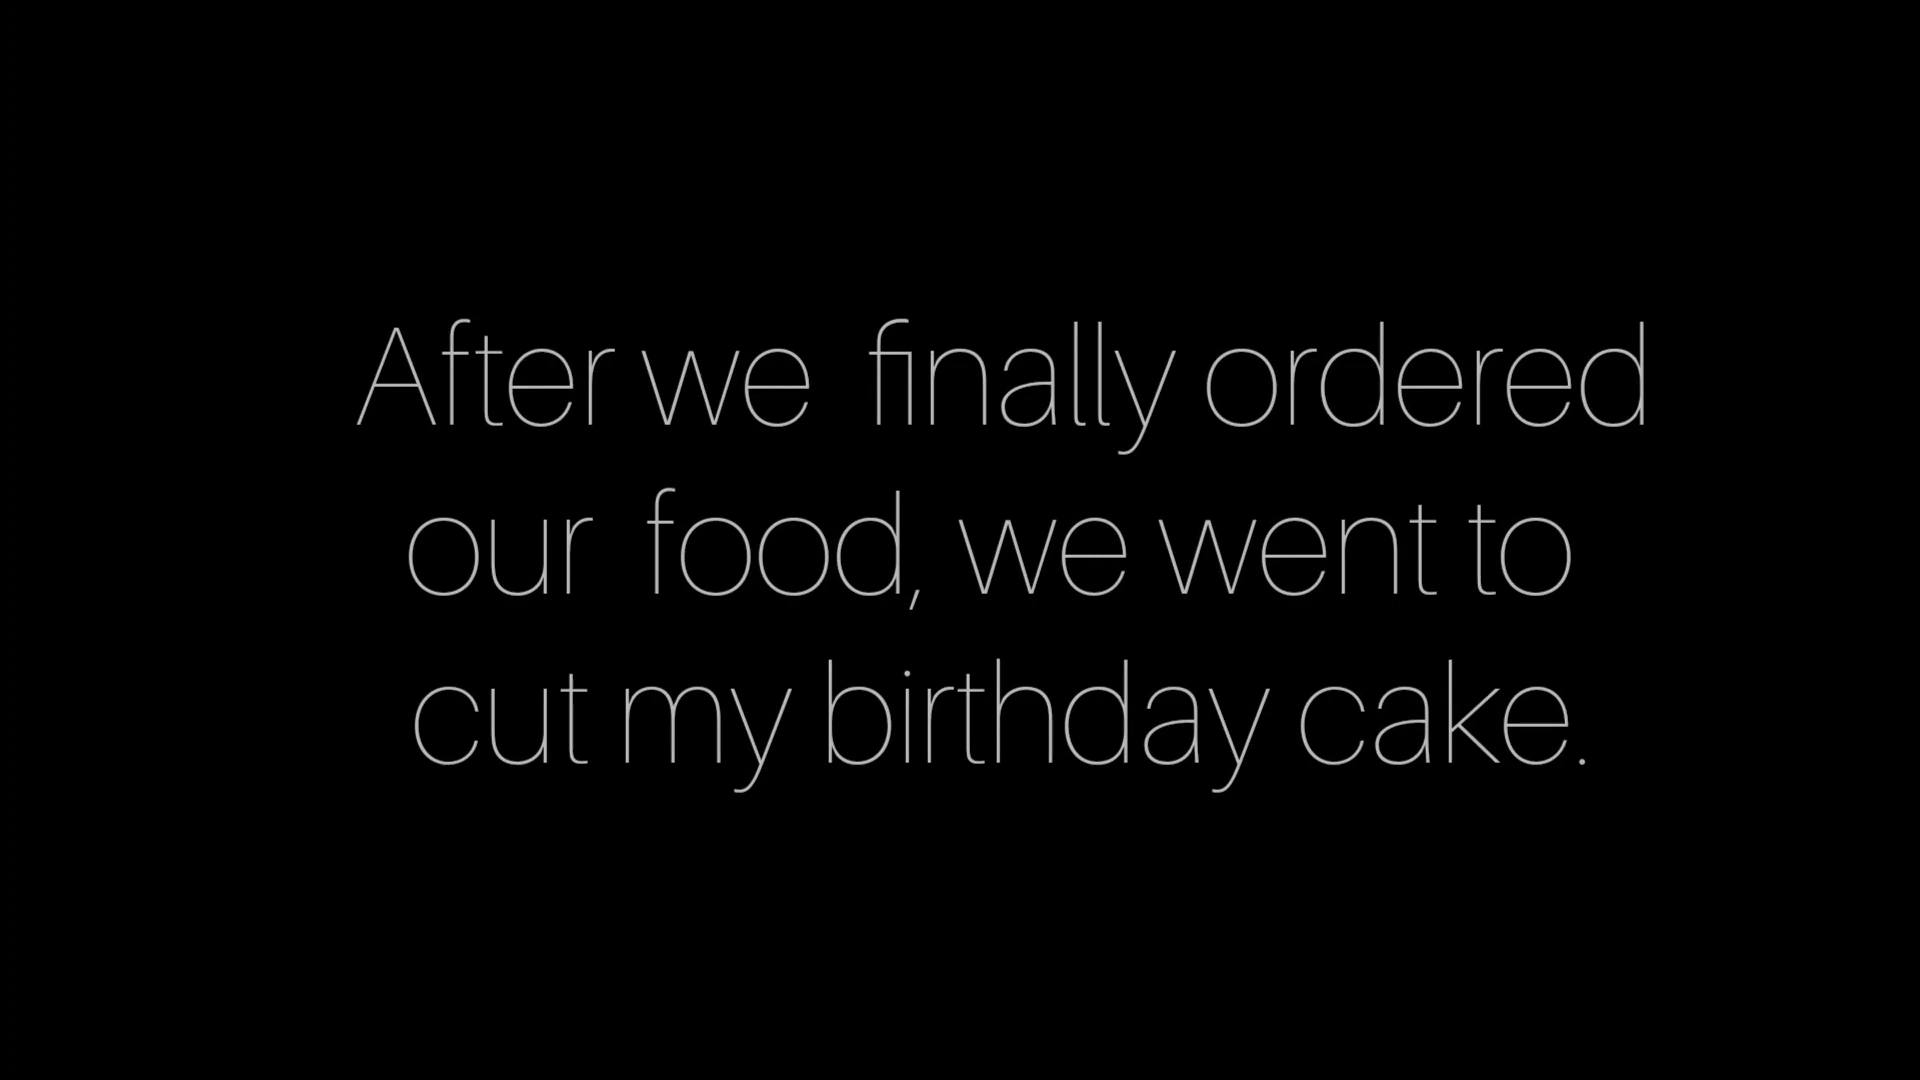 After we finally ordered
our food, we went to
cut my birthday cake.